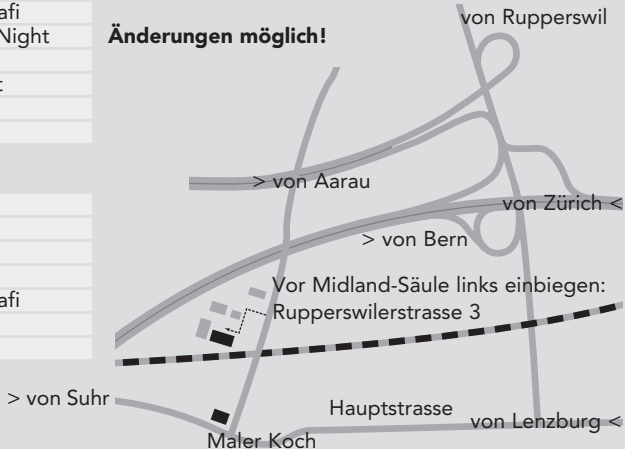 afi
Night
t
afi
Änderungen möglich!
von Rupperswil
> von Aarau
von Zürich <
> von Bern
Vor Midland-Säule links einbiegen:
Rupperswilerstrasse 3
> von Suhr
Hauptstrasse
von Lenzburg <
Maler Koch